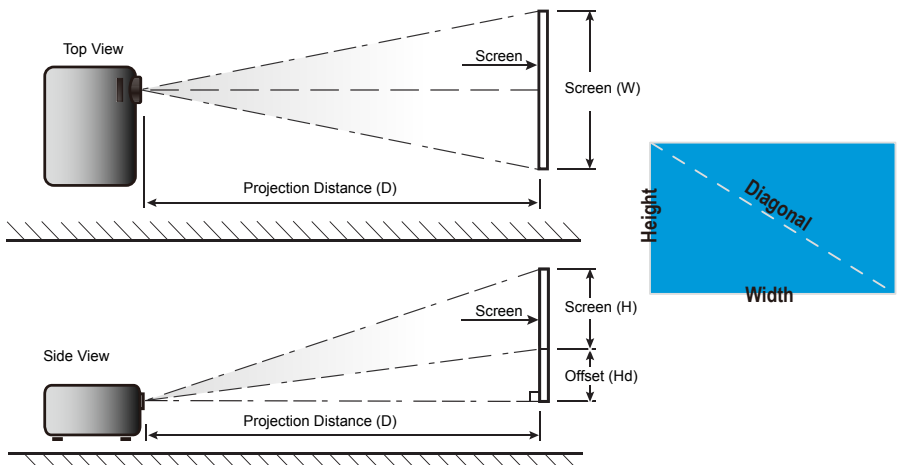 Top View
Screen
Screen (W)
Projection Distance (D)
Height
Diagonal
Width
Screen
Screen (H)
Side View
Offset (Hd)
Projection Distance (D)